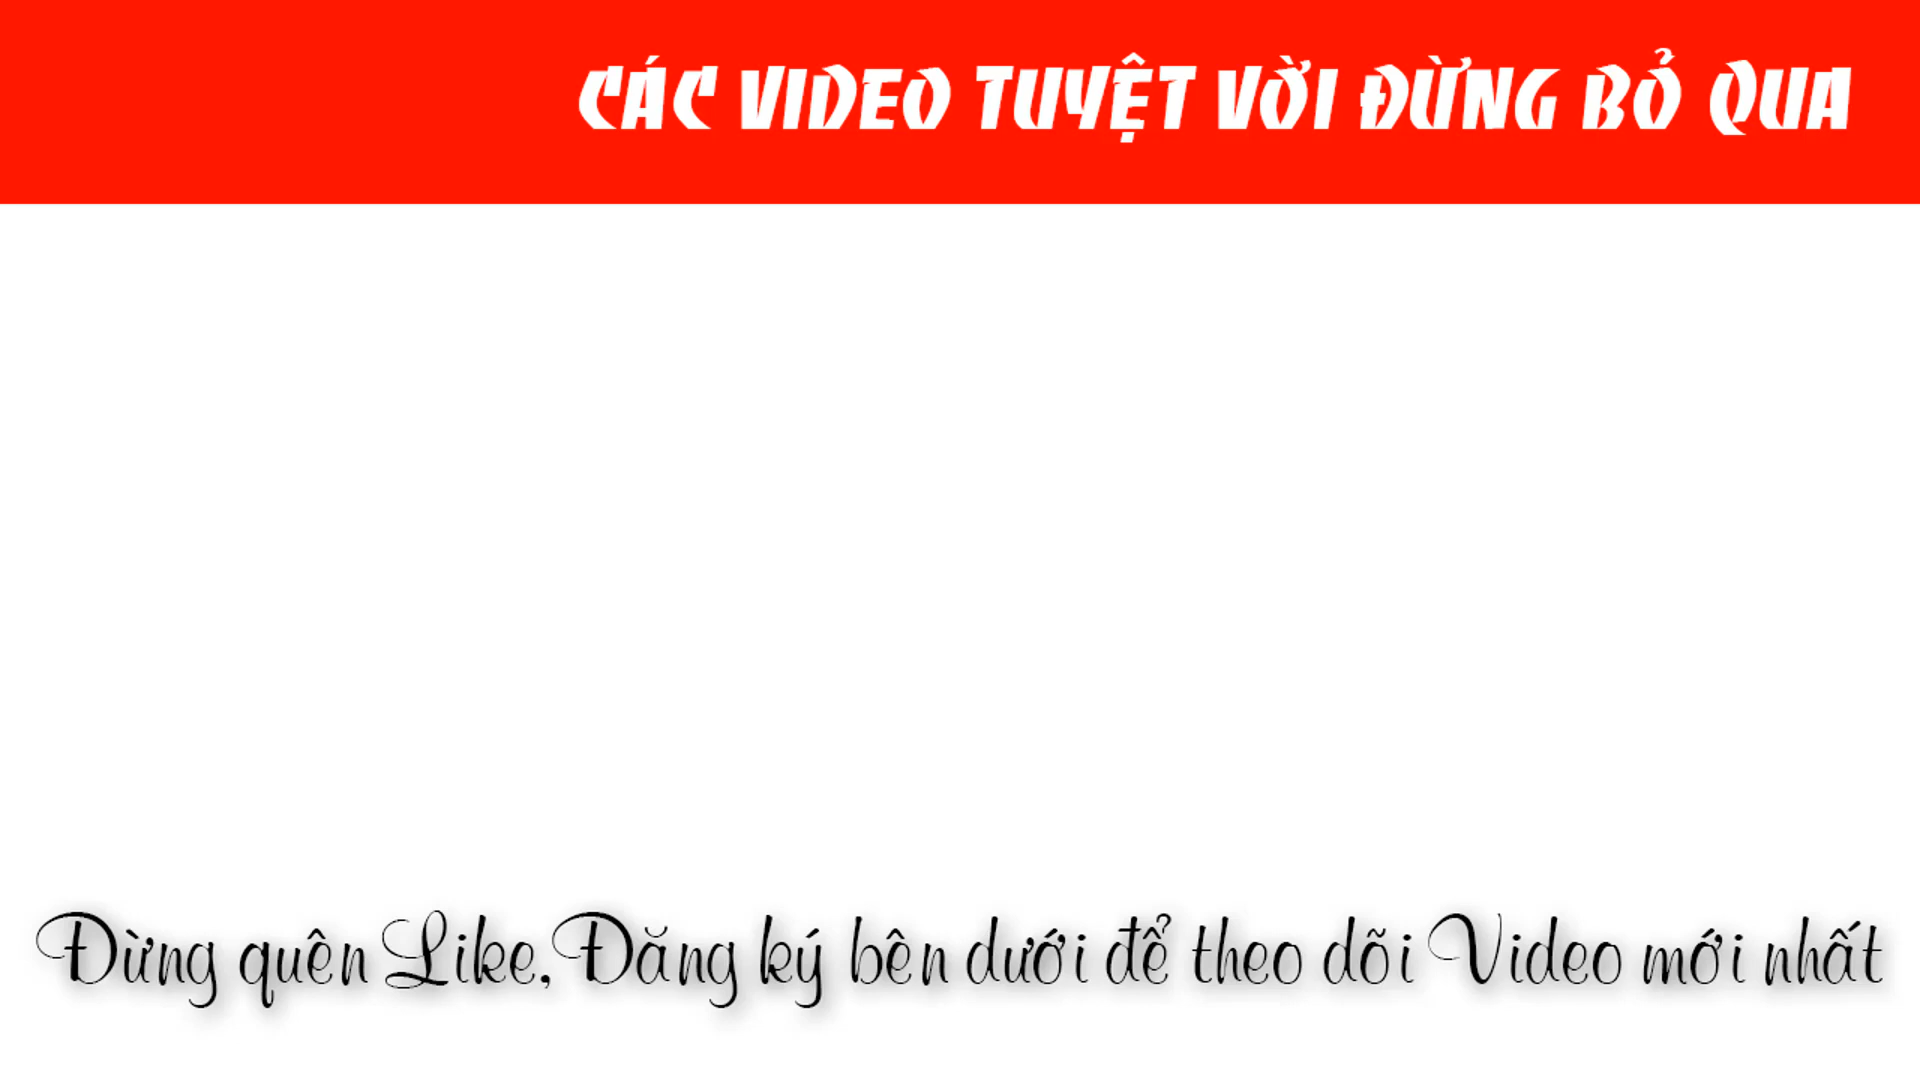 CÁC VIDEO TUYỆT VỜI ĐỪNG BỎ QUA
Đừng quên Like, Đăng ký bên dưới để theo dõi Video mới nhất